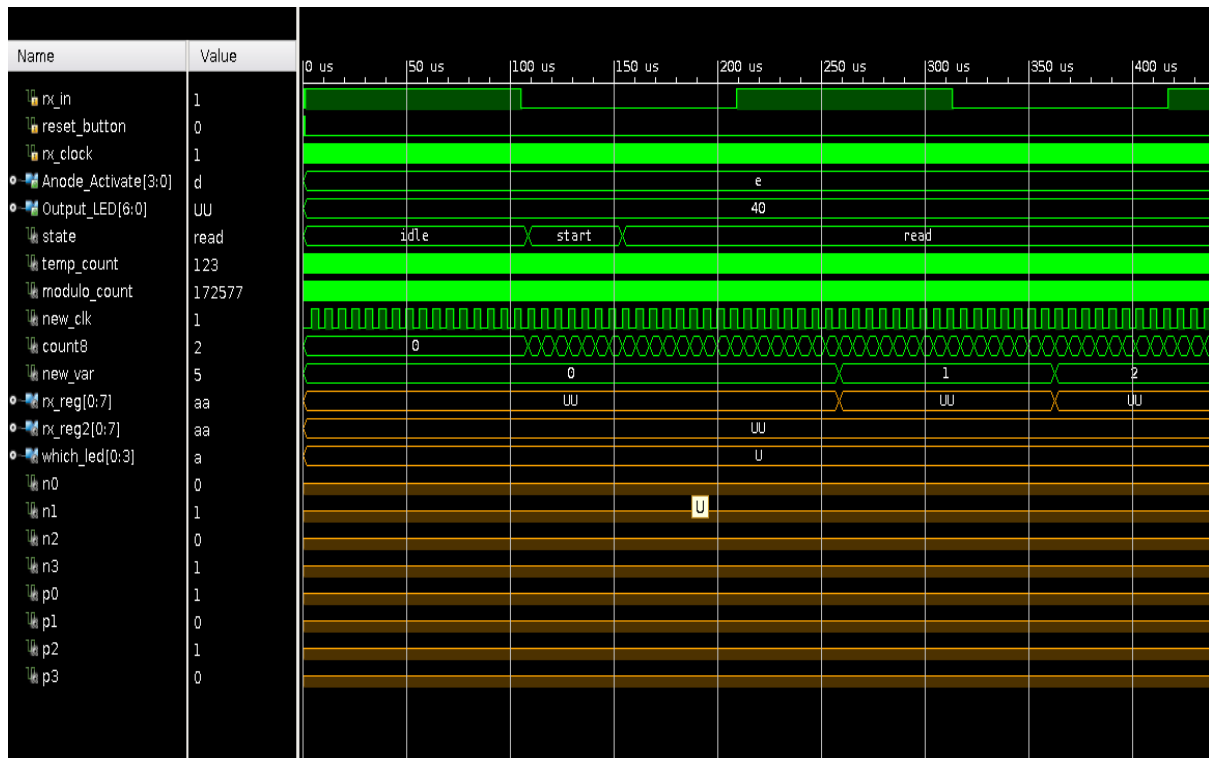 Name Value 0 us 50 us 100 us 150 us 200 us 250 us 300 us 350 us 400 us
rx_in 1
reset_button 0
rx_clock 1
Anode_Activate[3:0] d e
Output_LED[6:0] UU 40
state read idle start read
temp_count 123
modulo_count 172577
new_clk 1
count8 2 0
new_var 5 0 1 2
rx_reg[0:7] aa UU UU UU
rx_reg2[0:7] aa UU
which_led[0:3] a U
n0 0
n1 1 U
n2 0
n3 1
p0 1
p1 0
p2 1
p3 0